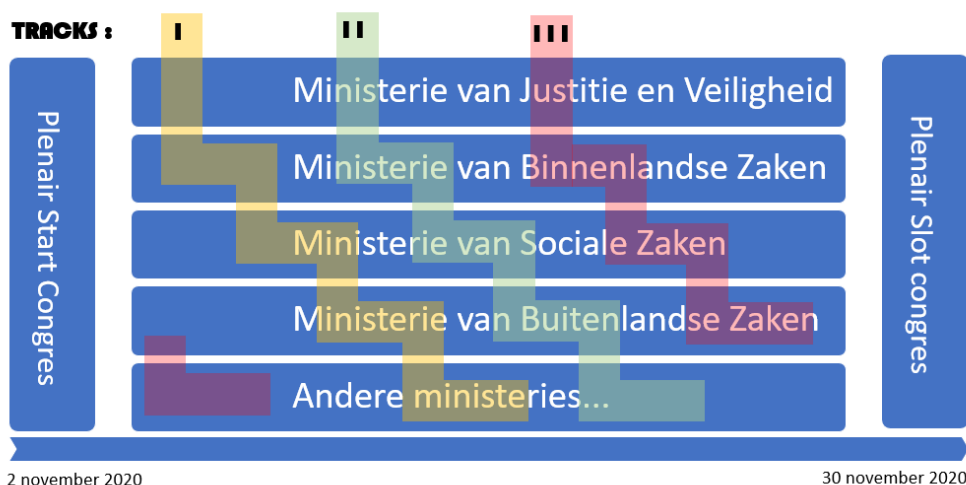 TRACKS :
I
II
III
Plenair Start Congres
Ministerie van Justitie en Veiligheid
Ministerie van Binnenlandse Zaken
Ministerie van Sociale Zaken
Ministerie van Buitenlandse Zaken
Andere ministeries...
Plenair Slot congres
2 november 2020
30 november 2020